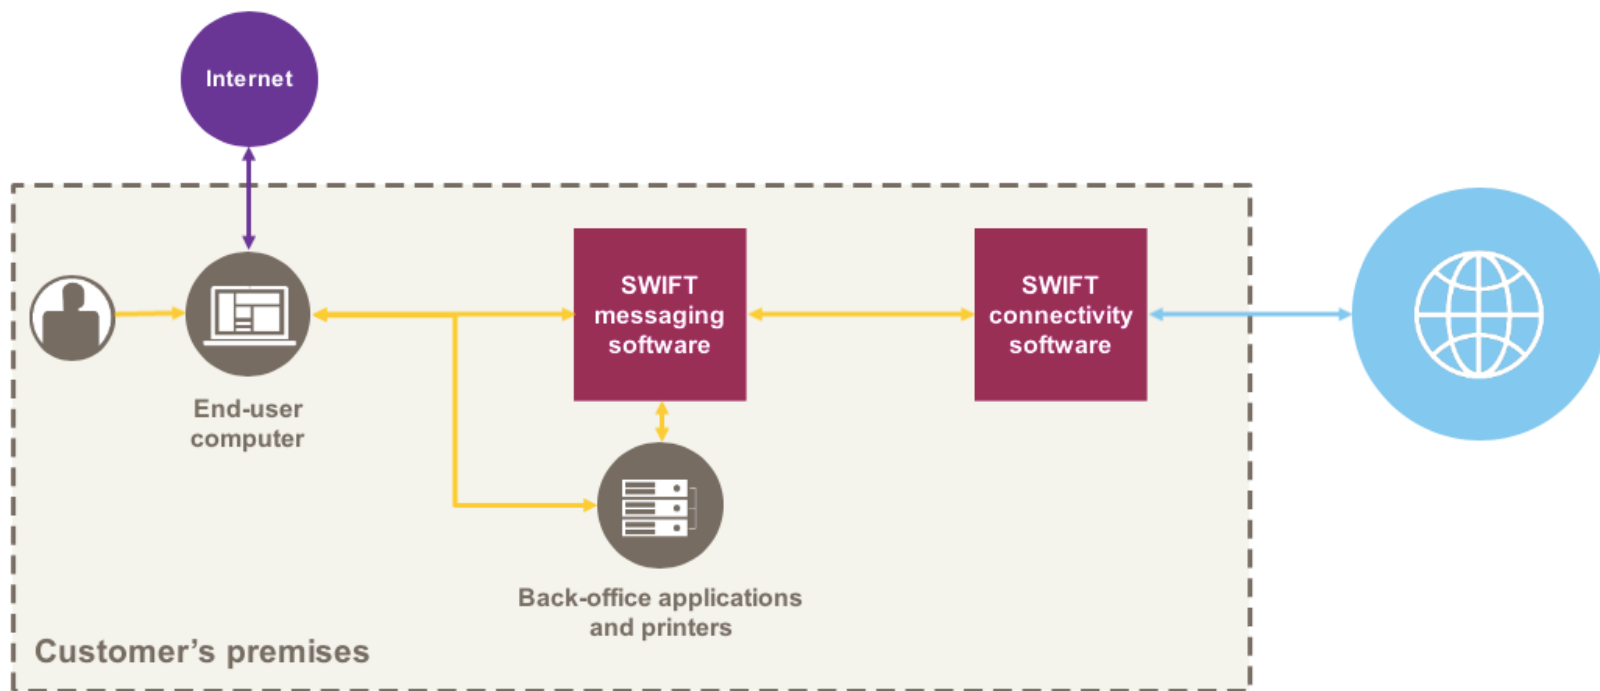 Internet
SWIFT
messaging
software
SWIFT
connectivity
software
End-user
computer
Back-office applications
and printers
Customer’s premises